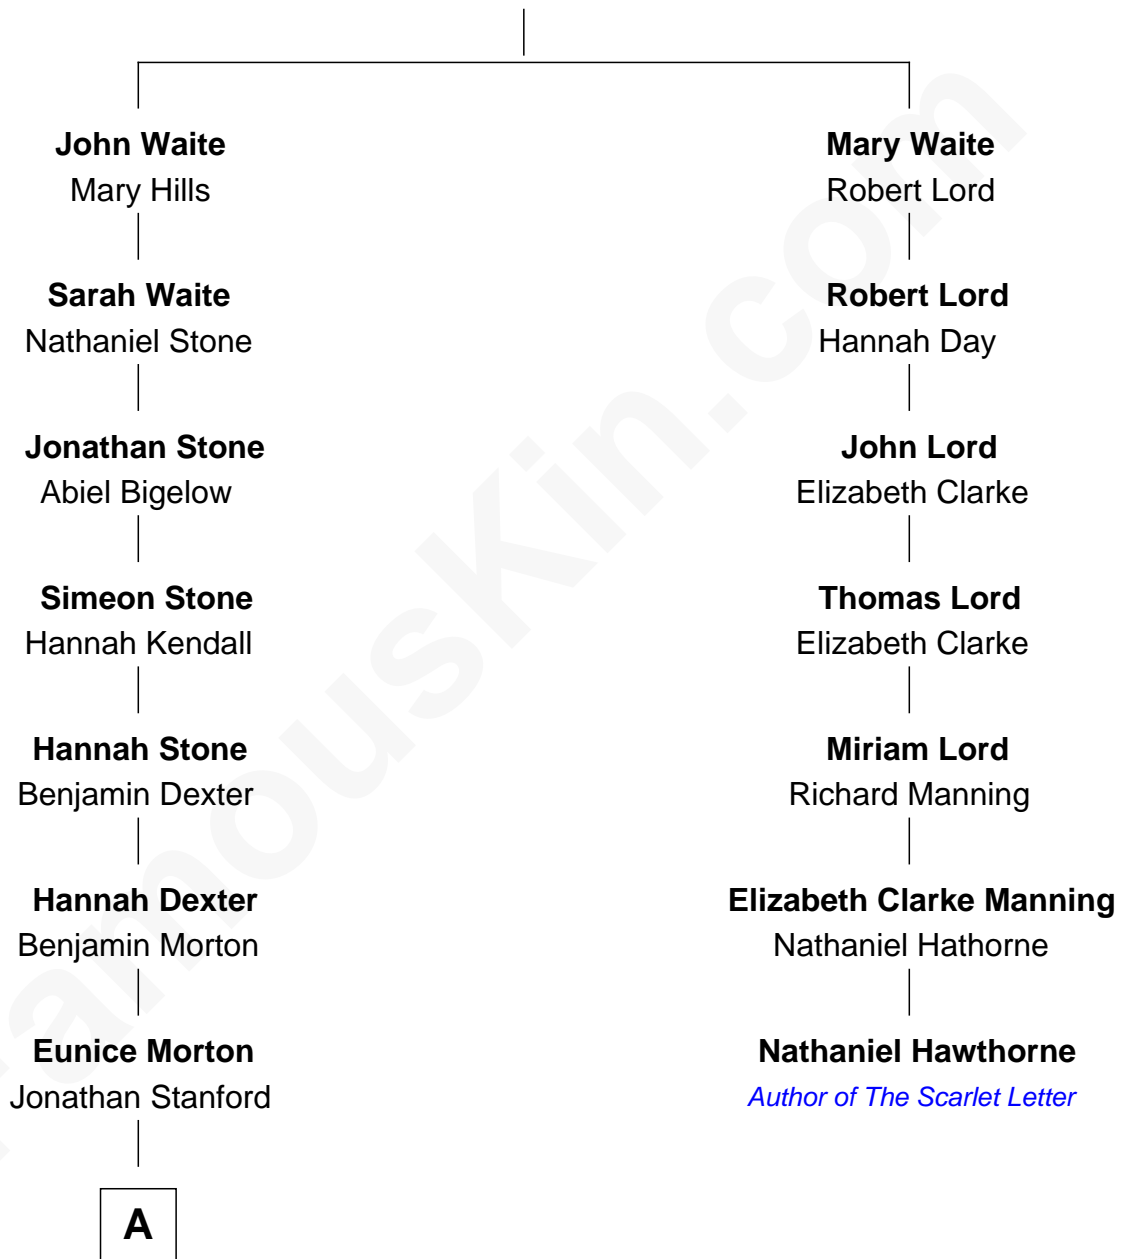 John Waite
Mary Hills
Sarah Waite
Nathaniel Stone
Jonathan Stone
Abiel Bigelow
Simeon Stone
Hannah Kendall
Hannah Stone
Benjamin Dexter
Hannah Dexter
Benjamin Morton
Eunice Morton
Jonathan Stanford
A
Mary Waite
Robert Lord
Robert Lord
Hannah Day
John Lord
Elizabeth Clarke
Thomas Lord
Elizabeth Clarke
Miriam Lord
Richard Manning
Elizabeth Clarke Manning
Nathaniel Hathorne
Nathaniel Hawthorne
Author of The Scarlet Letter
FamousKin.com